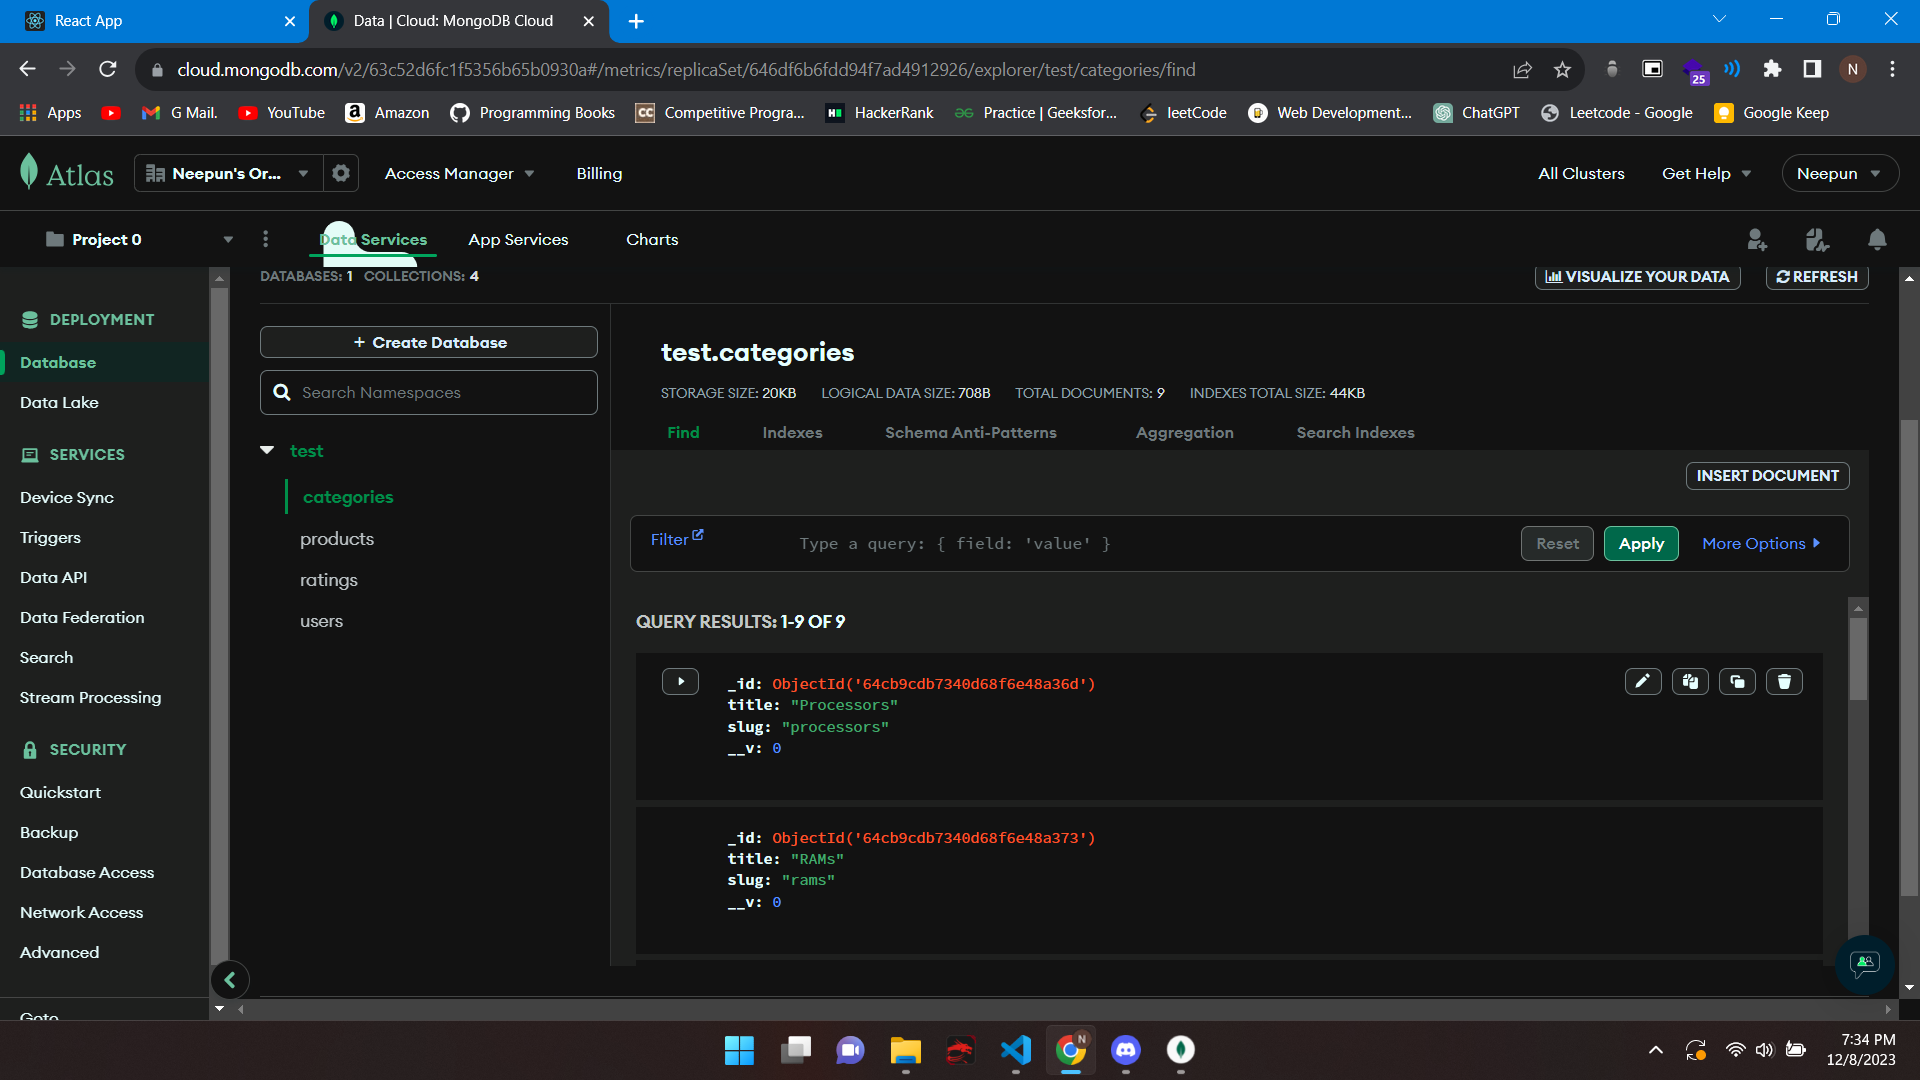 React App
Data | Cloud: MongoDB Cloud
cloud.mongodb.com/v2/63c52d6fc1f5356b65b0930a#/metrics/replicaSet/646df6b6fdd94f7ad4912926/explorer/test/categories/find
25
N
Apps
G Mail.
YouTube
Amazon
Programming Books
Competitive Progra...
HackerRank
Practice | Geeksfor...
leetCode
Web Development...
ChatGPT
Leetcode - Google
Google Keep
Atlas
Neepun's Or...
Access Manager
Billing
All Clusters
Get Help
Neepun
Project 0
Data Services
App Services
Charts
DATABASES: 1 COLLECTIONS: 4
VISUALIZE YOUR DATA
REFRESH
DEPLOYMENT
Database
Data Lake
SERVICES
Device Sync
Triggers
Data API
Data Federation
Search
Stream Processing
SECURITY
Quickstart
Backup
Database Access
Network Access
Advanced
Goto
+ Create Database
Search Namespaces
test
categories
products
ratings
users
test.categories
STORAGE SIZE: 20KB LOGICAL DATA SIZE: 708B TOTAL DOCUMENTS: 9 INDEXES TOTAL SIZE: 44KB
Find
Indexes
Schema Anti-Patterns
Aggregation
Search Indexes
INSERT DOCUMENT
Filter
Type a query: { field: 'value' }
Reset
Apply
More Options
QUERY RESULTS: 1-9 OF 9
_id: ObjectId('64cb9cdb7340d68f6e48a36d')
title: "Processors"
slug: "processors"
__v: 0
_id: ObjectId('64cb9cdb7340d68f6e48a373')
title: "RAMs"
slug: "rams"
__v: 0
N
7:34 PM
12/8/2023